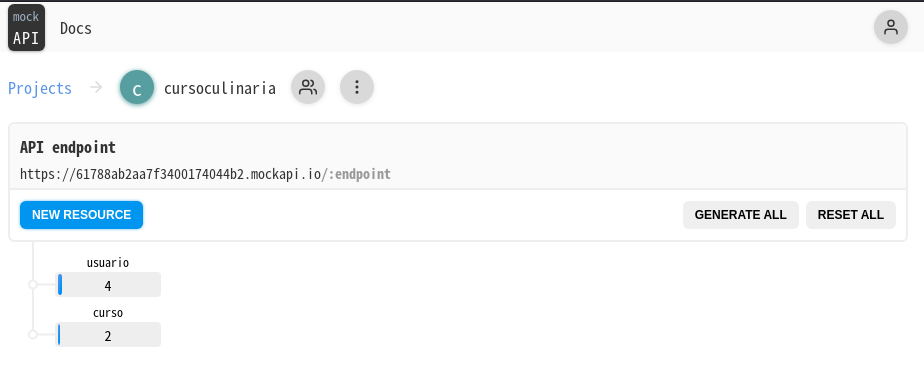 mock
API
Docs
Projects
C
cursoculinaria
API endpoint
https://61788ab2aa7f3400174044b2.mockapi.io/:endpoint
NEW RESOURCE
GENERATE ALL
RESET ALL
usuario
4
curso
2